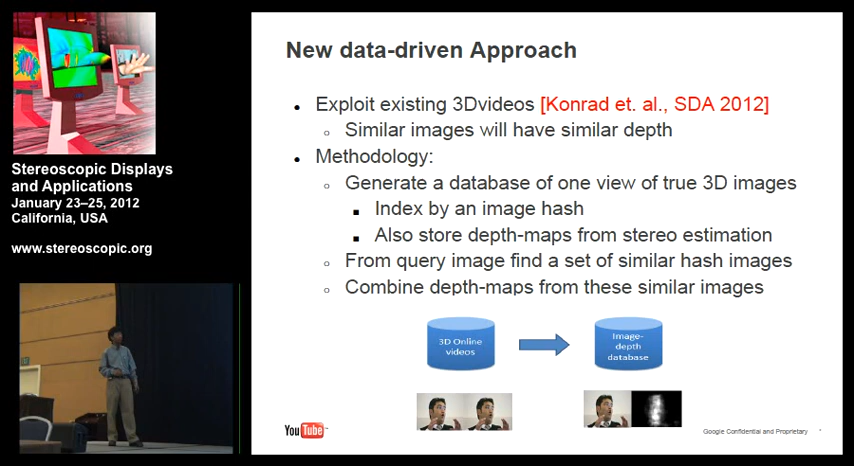 Stereoscopic Displays
and Applications
January 23–25, 2012
California, USA
www.stereoscopic.org
New data-driven Approach
• Exploit existing 3Dvideos [Konrad et. al., SDA 2012]
○ Similar images will have similar depth
• Methodology:
○ Generate a database of one view of true 3D images
■ Index by an image hash
■ Also store depth-maps from stereo estimation
○ From query image find a set of similar hash images
○ Combine depth-maps from these similar images
3D Online
videos
Image-
depth
database
YouTube
Google Confidential and Proprietary